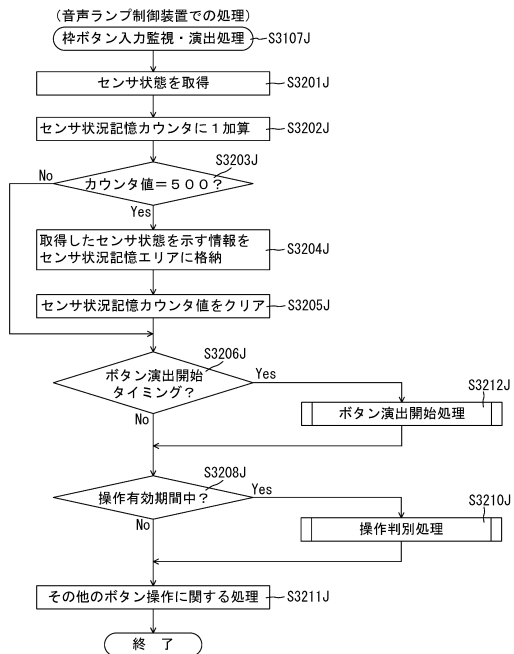 (音声ランプ制御装置での処理)
枠ボタン入力監視・演出処理 S3107J
センサ状態を取得 S3201J
センサ状況記憶カウンタに1加算 S3202J
S3203J
No カウンタ値=500?
Yes
取得したセンサ状態を示す情報を
センサ状況記憶エリアに格納 S3204J
センサ状況記憶カウンタ値をクリア S3205J
S3206J
ボタン演出開始
タイミング? Yes
No
S3212J
ボタン演出開始処理
S3208J
操作有効期間中? Yes
No
S3210J
操作判別処理
その他のボタン操作に関する処理 S3211J
終 了